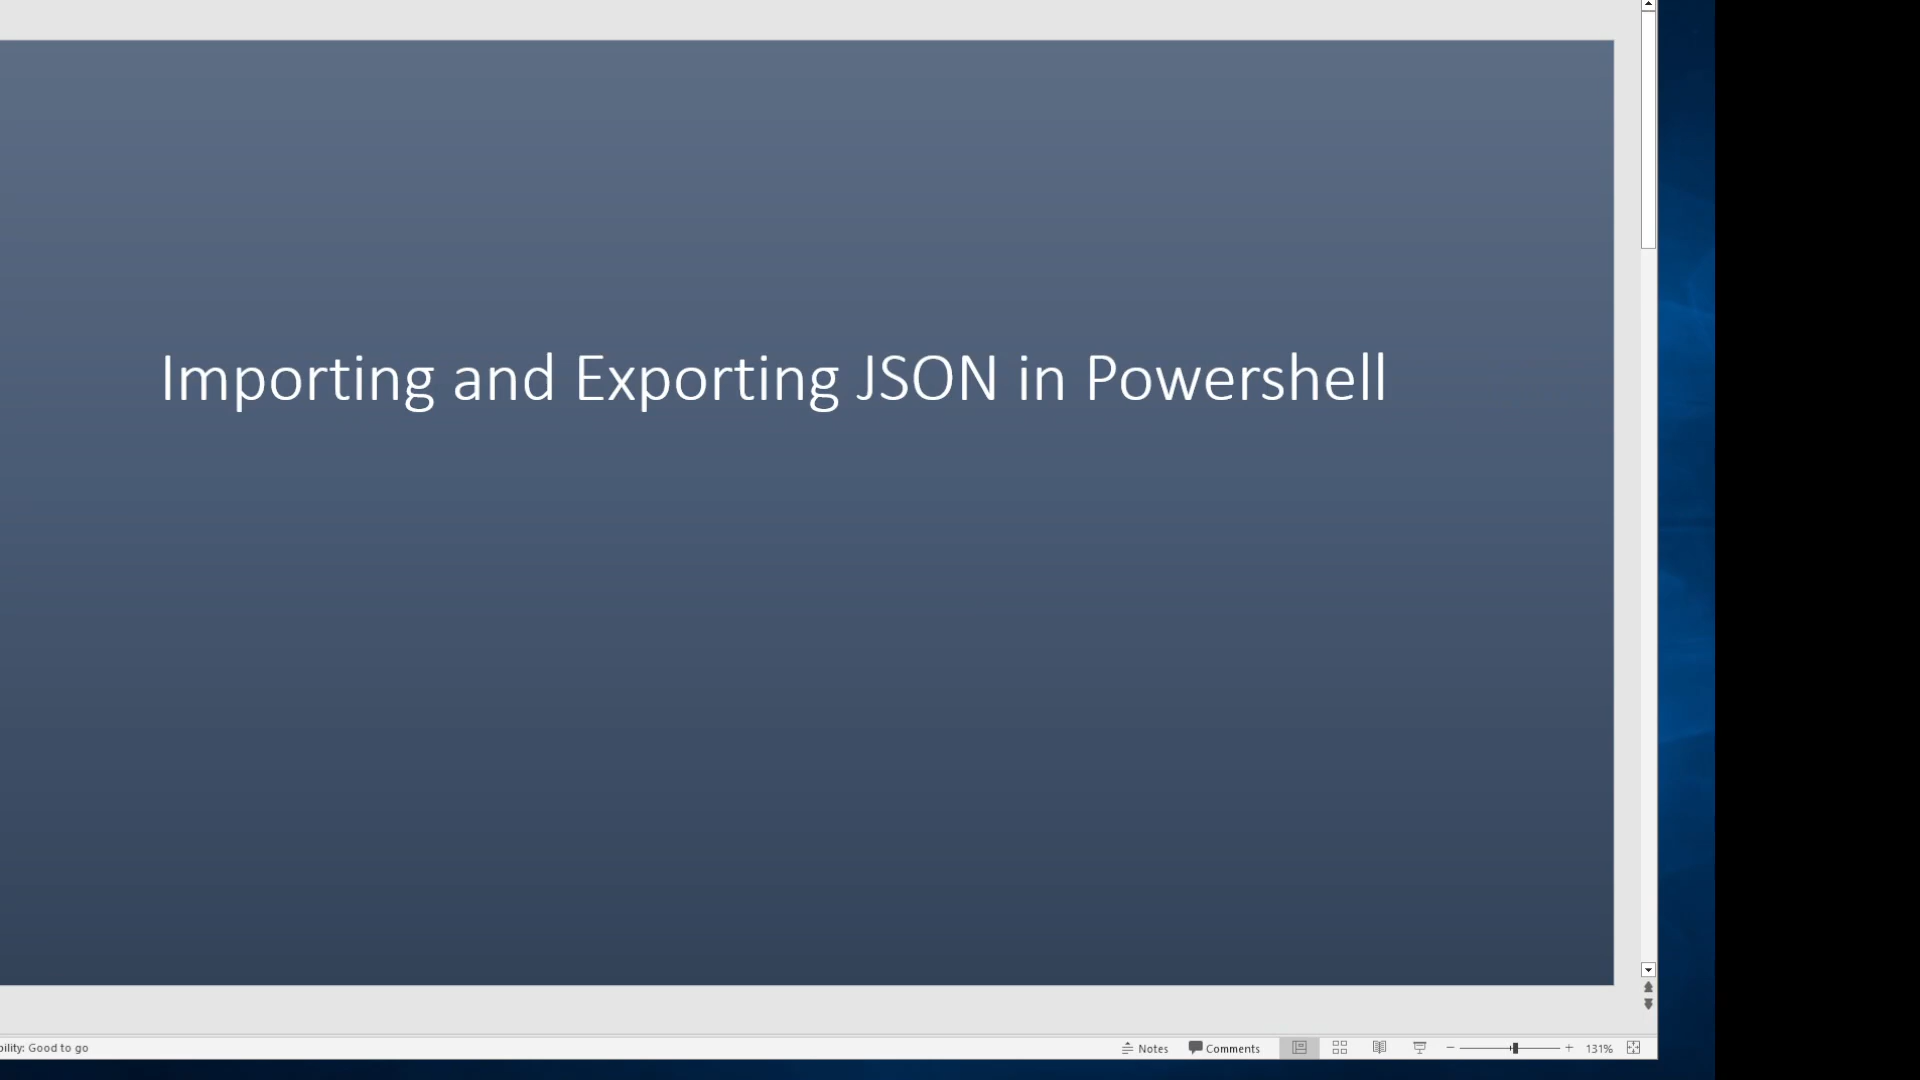 Importing and Exporting JSON in Powershell
bility: Good to go
Notes
Comments
131%